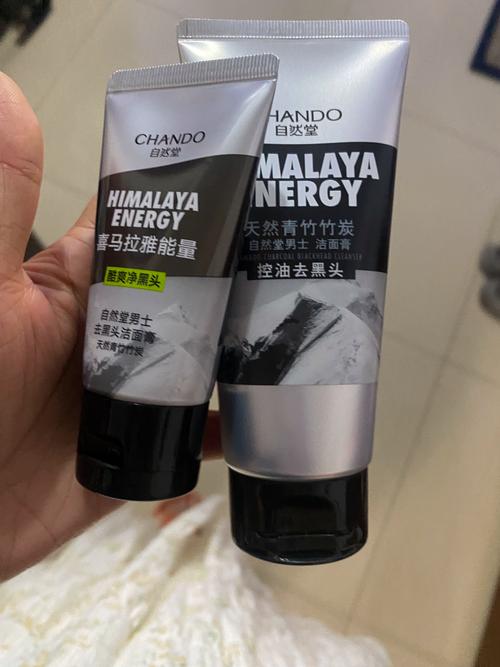 CHANDO
自然堂
HIMALAYA
ENERGY
喜马拉雅能量
酷爽净黑头
自然堂男士
去黑头洁面膏
天然青竹竹炭
CHANDO
自然堂
HIMALAYA
ENERGY
天然青竹竹炭
自然堂男士 洁面膏
CHARCOAL BLACKHEAD CLEANSER
控油去黑头